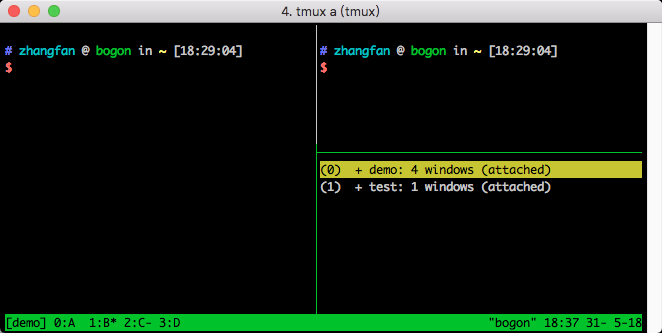 4. tmux a (tmux)
# zhangfan @ bogon in ~ [18:29:04]
$
# zhangfan @ bogon in ~ [18:29:04]
$
(0)  + demo: 4 windows (attached)
(1)  + test: 1 windows (attached)
[demo] 0:A  1:B* 2:C- 3:D
"bogon" 18:37 31- 5-18